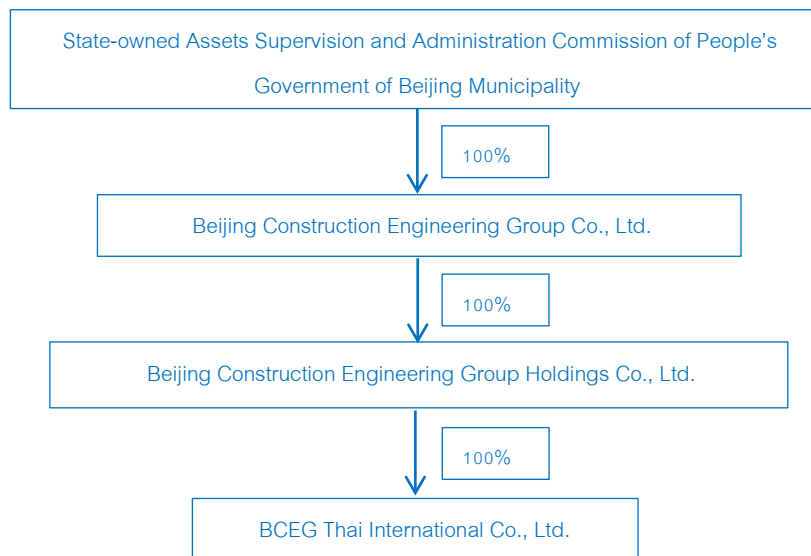 State-owned Assets Supervision and Administration Commission of People’s
Government of Beijing Municipality
100%
Beijing Construction Engineering Group Co., Ltd.
100%
Beijing Construction Engineering Group Holdings Co., Ltd.
100%
BCEG Thai International Co., Ltd.